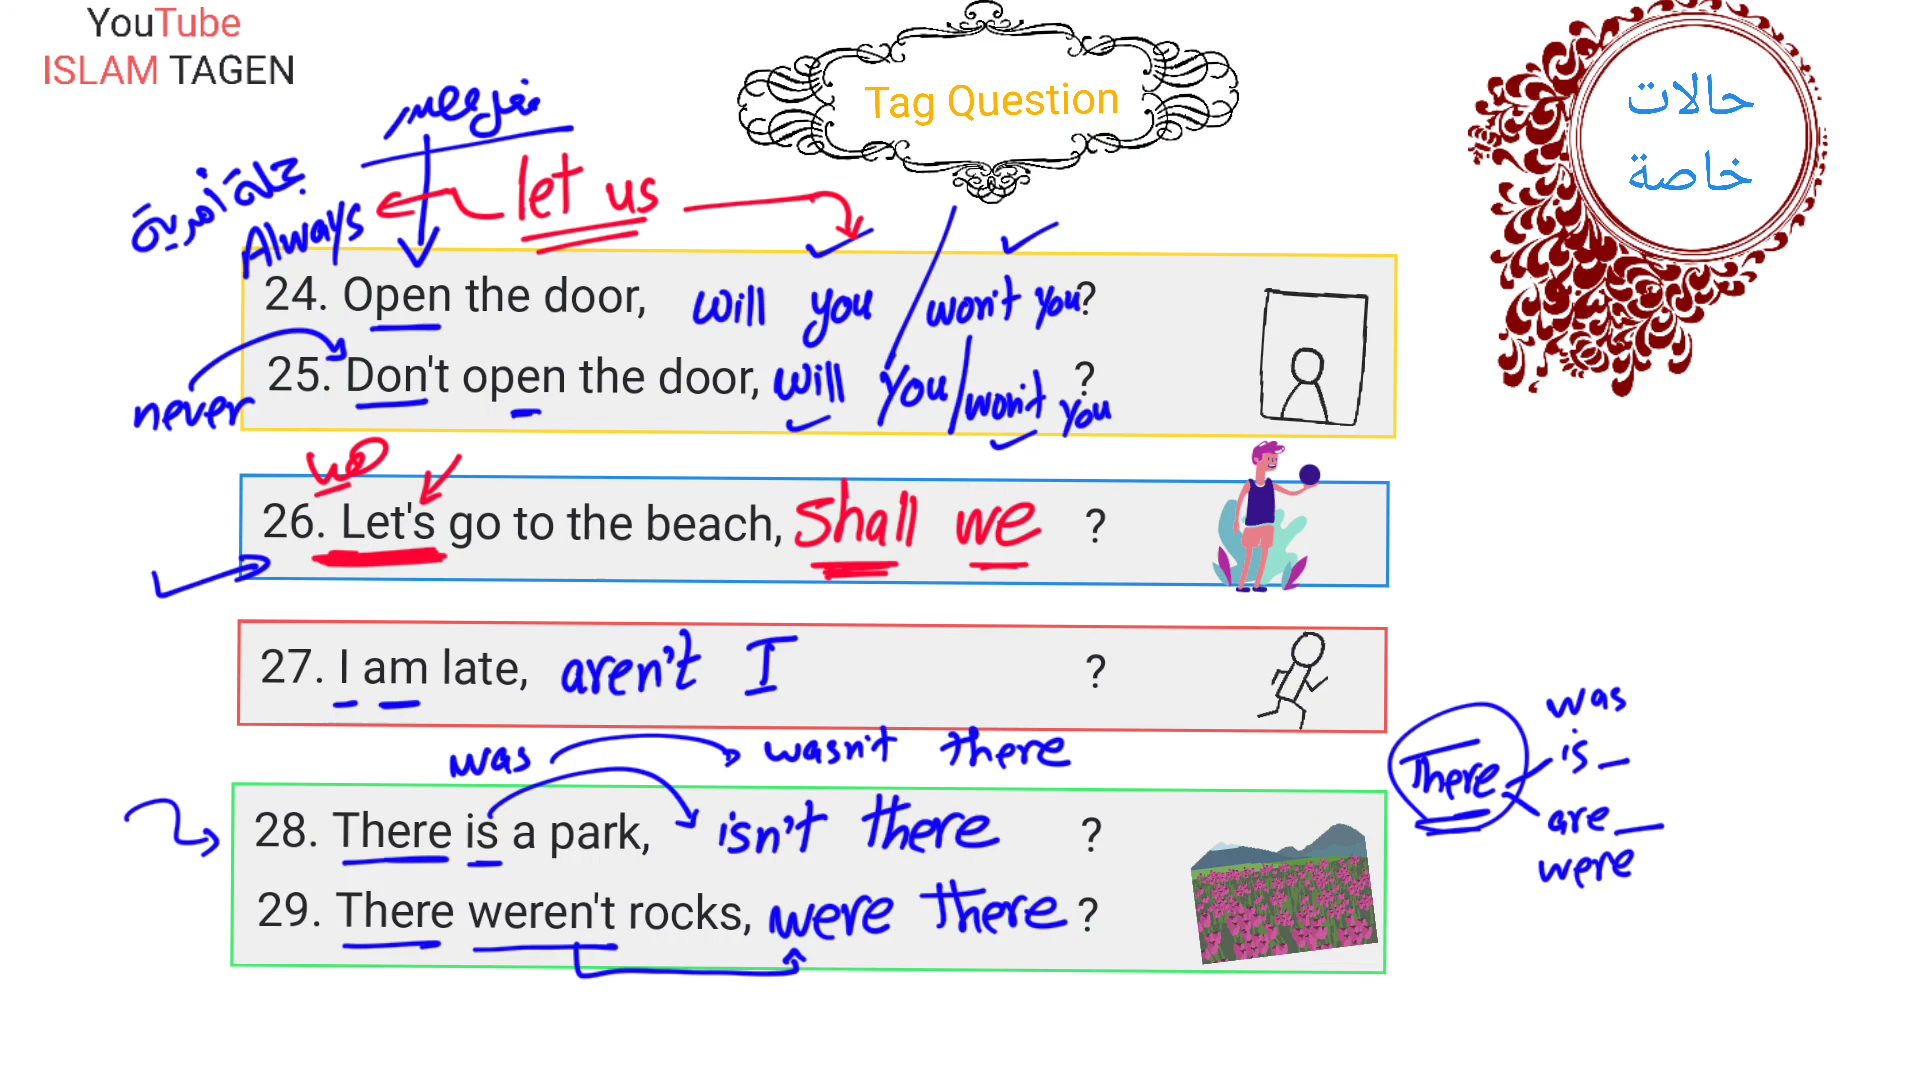 YouTube
ISLAM TAGEN
Tag Question
حالات
خاصة
جملة أمرية
Always
let us
24. Open the door, will you / won't you?
25. Don't open the door, will you / won't you ?
never
we
26. Let's go to the beach, Shall we ?
27. I am late, aren't I ?
was wasn't there
28. There is a park, isn't there ?
29. There weren't rocks, were there ?
There
was
is
are
were